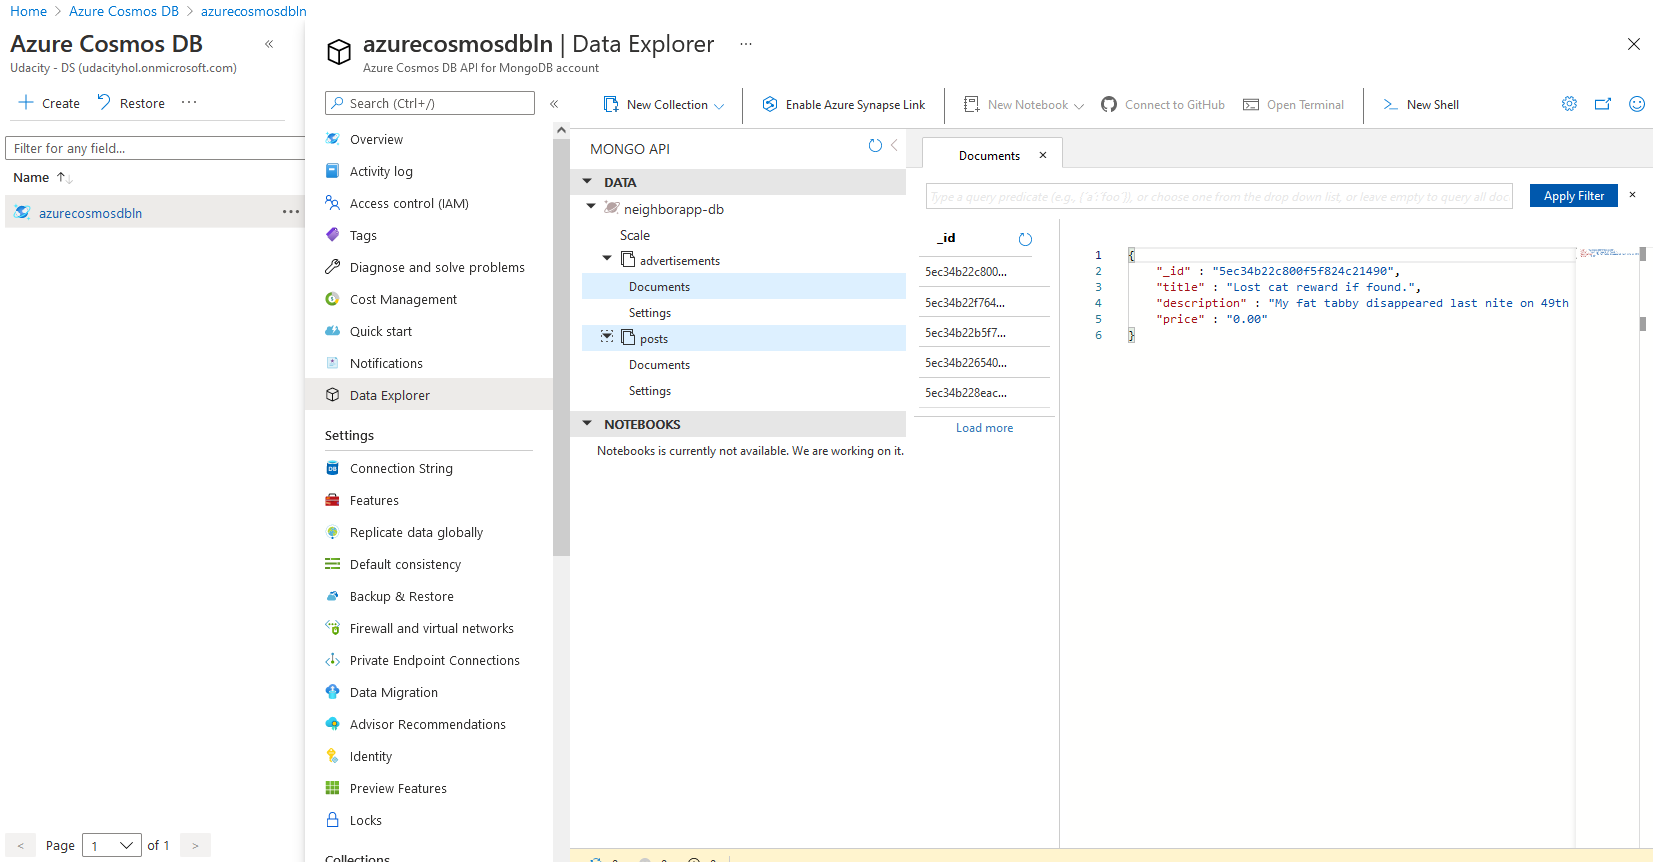 Home > Azure Cosmos DB > azurecosmosdbln
Azure Cosmos DB
«
Udacity - DS (udacityhol.onmicrosoft.com)
Create
Restore
...
Filter for any field...
Name
azurecosmosdbln
...
< Page 1 of 1 >
azurecosmosdbln | Data Explorer
...
Azure Cosmos DB API for MongoDB account
Search (Ctrl+/)
«
Overview
Activity log
Access control (IAM)
Tags
Diagnose and solve problems
Cost Management
Quick start
Notifications
Data Explorer
Settings
Connection String
Features
Replicate data globally
Default consistency
Backup & Restore
Firewall and virtual networks
Private Endpoint Connections
Data Migration
Advisor Recommendations
Identity
Preview Features
Locks
Collections
New Collection
Enable Azure Synapse Link
New Notebook
Connect to GitHub
Open Terminal
New Shell
MONGO API
DATA
neighborapp-db
Scale
advertisements
Documents
Settings
posts
Documents
Settings
NOTEBOOKS
Notebooks is currently not available. We are working on it.
Documents
Type a query predicate (e.g., {´a´:´foo´}), or choose one from the drop down list, or leave empty to query all doc
Apply Filter
_id
5ec34b22c800...
5ec34b22f764...
5ec34b22b5f7...
5ec34b226540...
5ec34b228eac...
Load more
1 {
2 "_id" : "5ec34b22c800f5f824c21490",
3 "title" : "Lost cat reward if found.",
4 "description" : "My fat tabby disappeared last nite on 49th
5 "price" : "0.00"
6 }